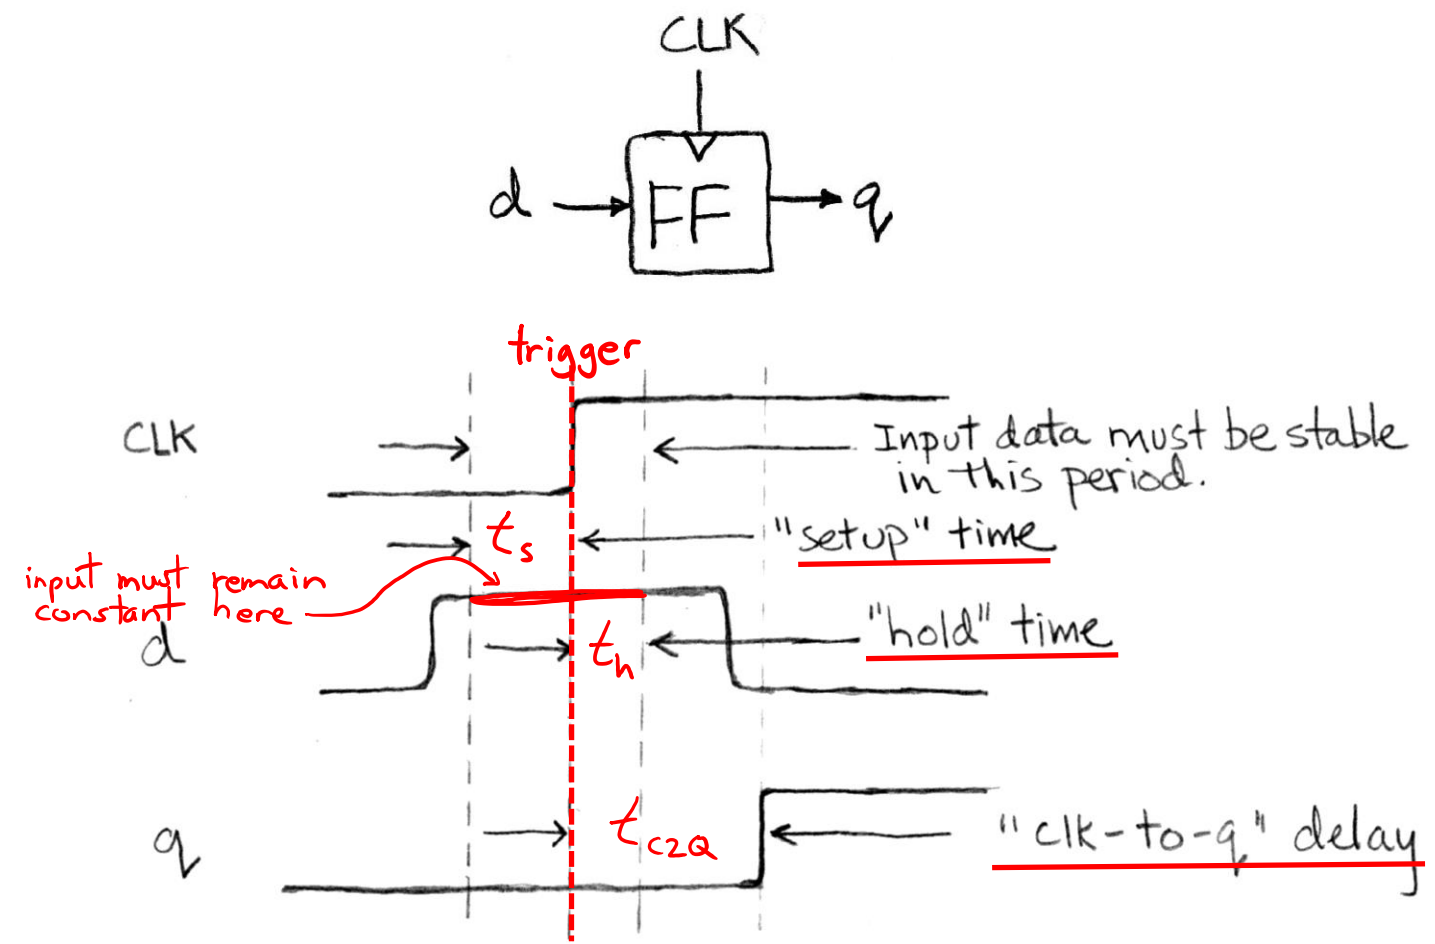 CLK
d
FF
q
trigger
CLK
Input data must be stable
in this period.
ts
"setup" time
input must remain
constant here
d
th
"hold" time
q
tC2Q
"clk-to-q" delay